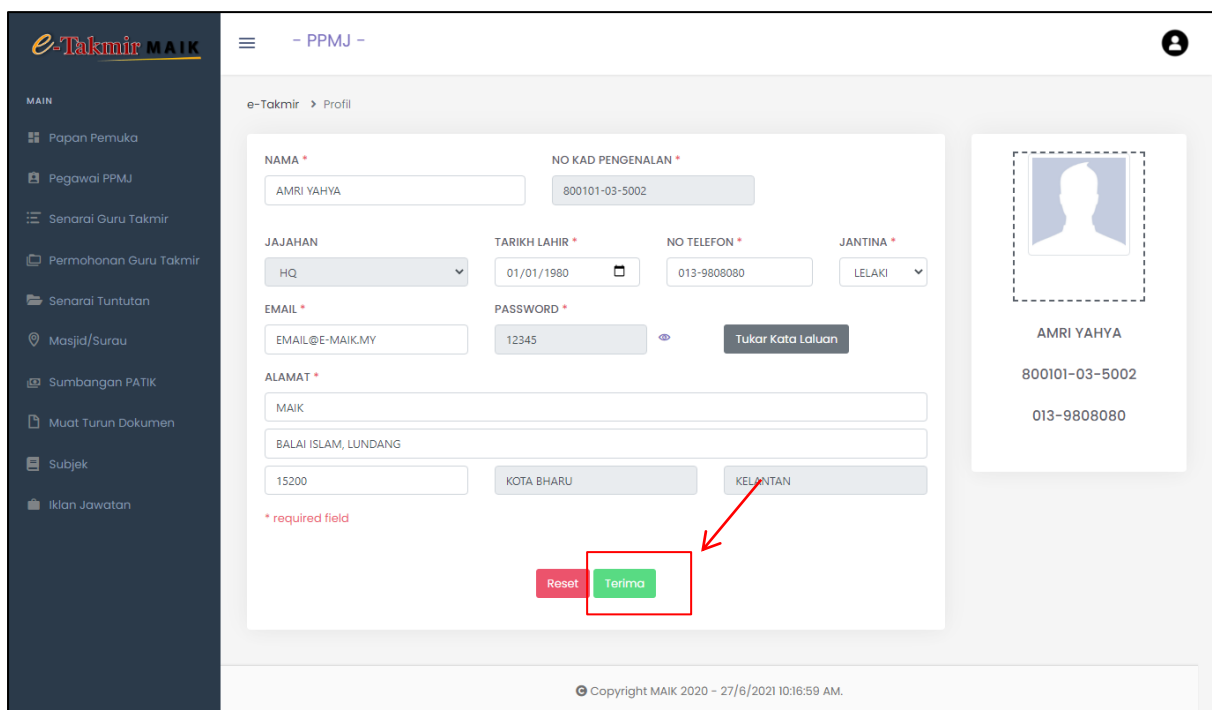 e-Takmir MAIK
- PPMJ -
MAIN
Papan Pemuka
Pegawai PPMJ
Senarai Guru Takmir
Permohonan Guru Takmir
Senarai Tuntutan
Masjid/Surau
Sumbangan PATIK
Muat Turun Dokumen
Subjek
Iklan Jawatan
e-Takmir > Profil
NAMA * NO KAD PENGENALAN *
AMRI YAHYA 800101-03-5002
JAJAHAN TARIKH LAHIR * NO TELEFON * JANTINA *
HQ 01/01/1980 013-9808080 LELAKI
EMAIL * PASSWORD *
EMAIL@E-MAIK.MY 12345 Tukar Kata Laluan
ALAMAT *
MAIK
BALAI ISLAM, LUNDANG
15200 KOTA BHARU KELANTAN
* required field
Reset Terima
AMRI YAHYA
800101-03-5002
013-9808080
Copyright MAIK 2020 - 27/6/2021 10:16:59 AM.